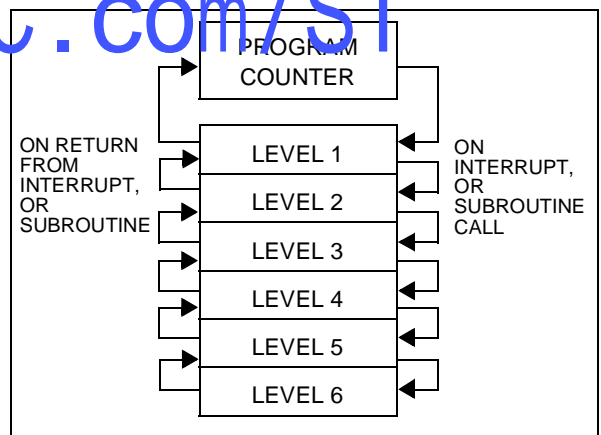 .com/ST
PROGRAM
COUNTER
ON RETURN
FROM
INTERRUPT,
OR
SUBROUTINE
LEVEL 1
LEVEL 2
LEVEL 3
LEVEL 4
LEVEL 5
LEVEL 6
ON
INTERRUPT,
OR
SUBROUTINE
CALL